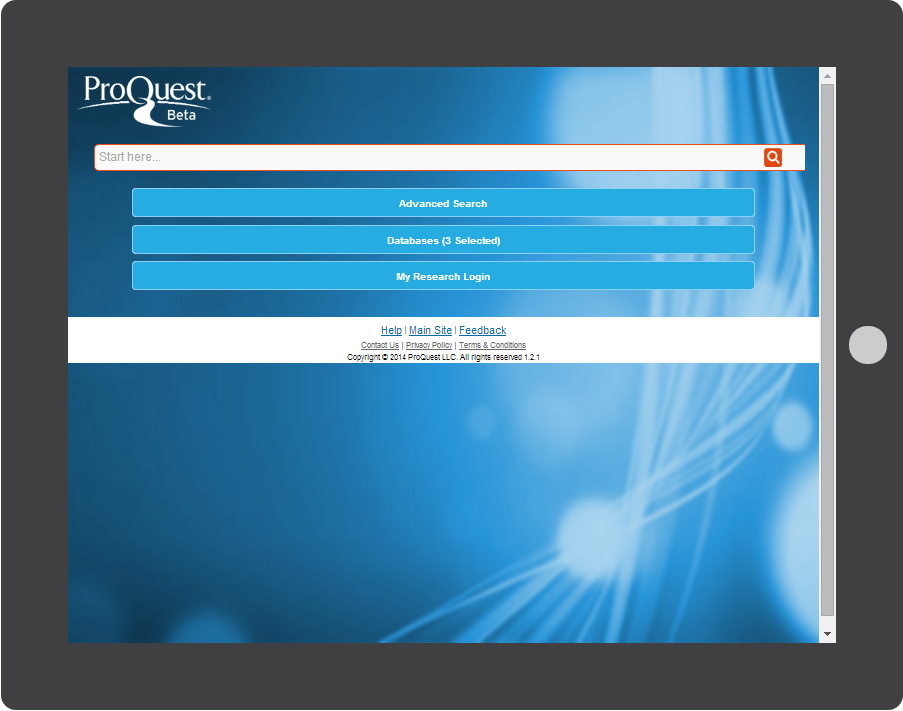 ProQuest®
Beta
Start here...
Advanced Search
Databases (3 Selected)
My Research Login
Help | Main Site | Feedback
Contact Us | Privacy Policy | Terms & Conditions
Copyright © 2014 ProQuest LLC. All rights reserved 1.2.1